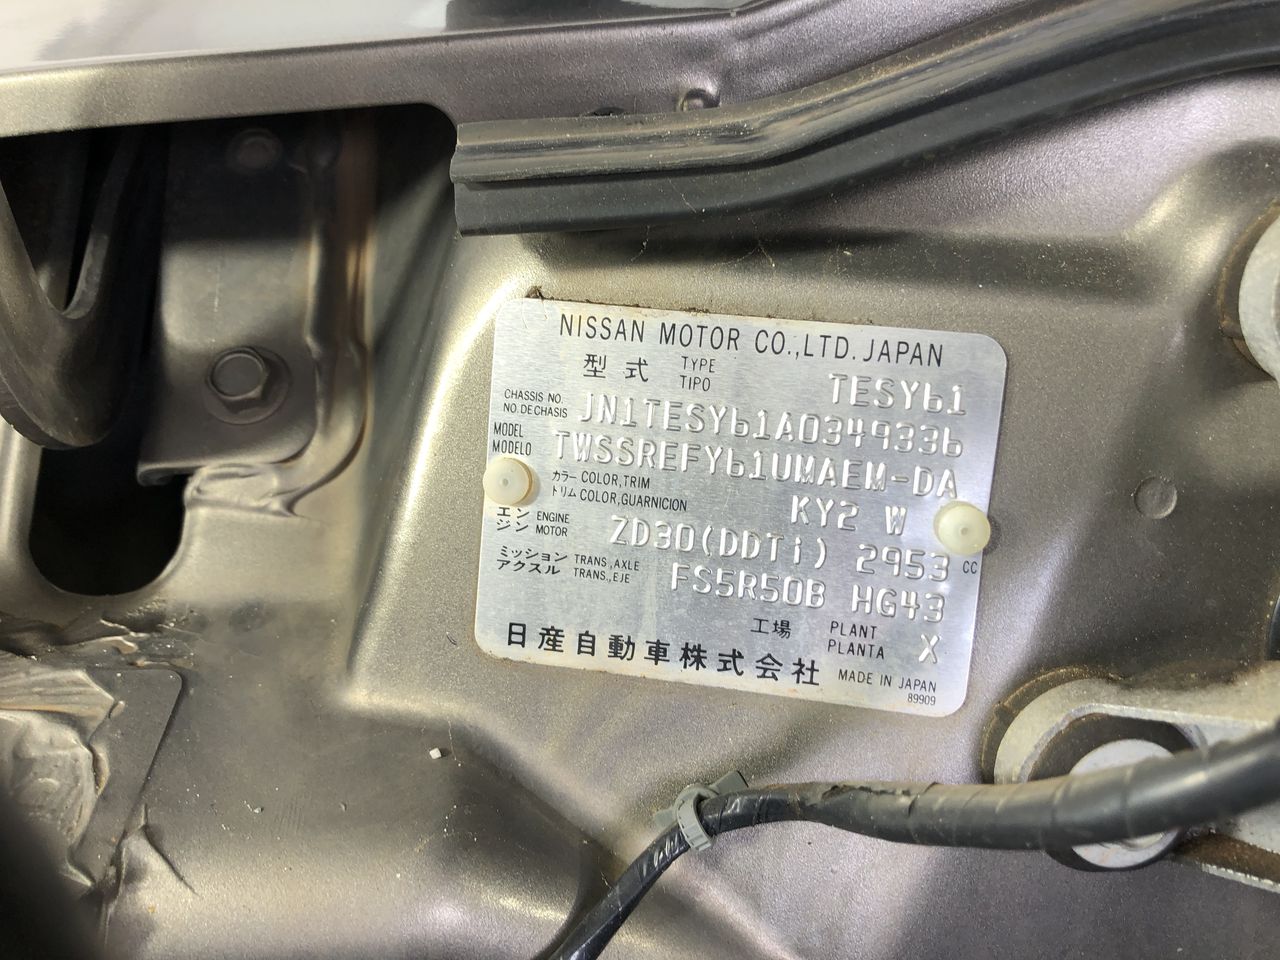 NISSAN MOTOR CO.,LTD. JAPAN
型式 TYPE TIPO TESY61
CHASSIS NO. NO. DE CHASIS JN1TESY61A0349336
MODEL MODELO TWSSREFY61UMAEM-DA
カラー COLOR,TRIM
トリム COLOR,GUARNICION KY2 W
エンジン ENGINE MOTOR ZD30(DDTi) 2953 CC
ミッション TRANS.,AXLE
アクスル TRANS.,EJE FS5R50B HG43
工場 PLANT PLANTA X
日産自動車株式会社 MADE IN JAPAN
89909